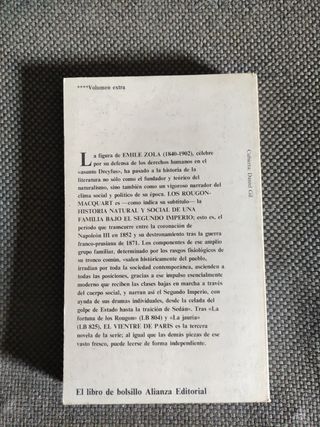 ****Volumen extra
La figura de EMILE ZOLA (1840-1902), célebre
por su defensa de los derechos humanos en el
«asunto Dreyfus», ha pasado a la historia de la
literatura no sólo como el fundador y teórico del
naturalismo, sino también como un vigoroso narrador del
clima social y político de su época. LOS ROUGON-
MACQUART es —como indica su subtítulo— la
HISTORIA NATURAL Y SOCIAL DE UNA
FAMILIA BAJO EL SEGUNDO IMPERIO; esto es, el
período que transcurre entre la coronación de
Napoleón III en 1852 y su destronamiento tras la guerra
franco-prusiana de 1871. Los componentes de ese amplio
grupo familiar, determinado por los rasgos fisiológicos de
su tronco común, «salen históricamente del pueblo,
irradian por toda la sociedad contemporánea, ascienden a
todas las posiciones, gracias a ese impulso esencialmente
moderno que reciben las clases bajas en marcha a través
del cuerpo social, y narran así el Segundo Imperio, con
ayuda de sus dramas individuales, desde la celada del
golpe de Estado hasta la traición de Sedán». Tras «La
fortuna de los Rougon» (LB 804) y «La jauría»
(LB 825), EL VIENTRE DE PARIS es la tercera
novela de la serie; al igual que las demás piezas de ese
vasto fresco, puede leerse de forma independiente.
El libro de bolsillo Alianza Editorial
Cubierta: Daniel Gil